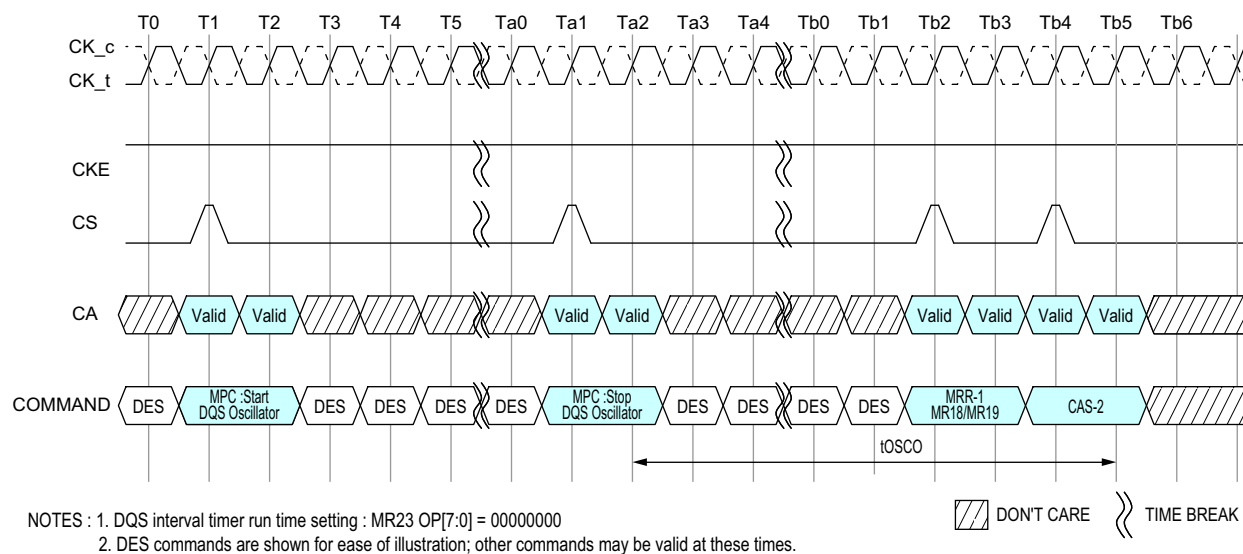 T0 T1 T2 T3 T4 T5 Ta0 Ta1 Ta2 Ta3 Ta4 Tb0 Tb1 Tb2 Tb3 Tb4 Tb5 Tb6
CK_c
CK_t
CKE
CS
CA Valid Valid Valid Valid Valid Valid Valid Valid
COMMAND DES MPC :Start DQS Oscillator DES DES DES DES MPC :Stop DQS Oscillator DES DES DES DES MRR-1 MR18/MR19 CAS-2
tOSCO
NOTES : 1. DQS interval timer run time setting : MR23 OP[7:0] = 00000000
2. DES commands are shown for ease of illustration; other commands may be valid at these times.
DON'T CARE TIME BREAK